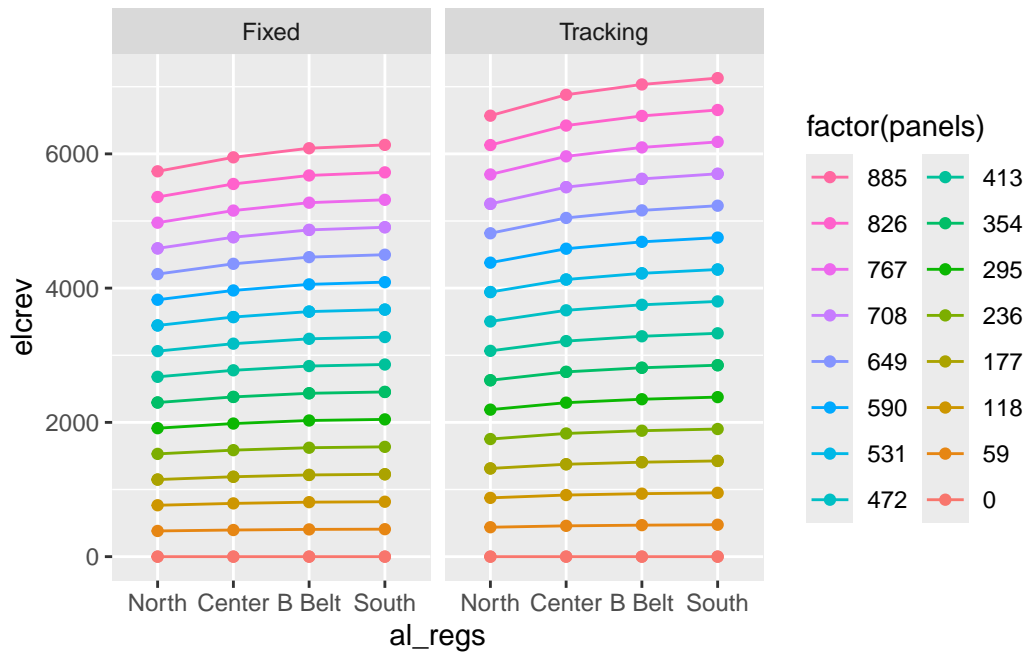 Fixed Tracking
6000
4000
2000
0
elcrev
North Center B Belt South North Center B Belt South
al_regs
factor(panels)
885 413
826 354
767 295
708 236
649 177
590 118
531 59
472 0